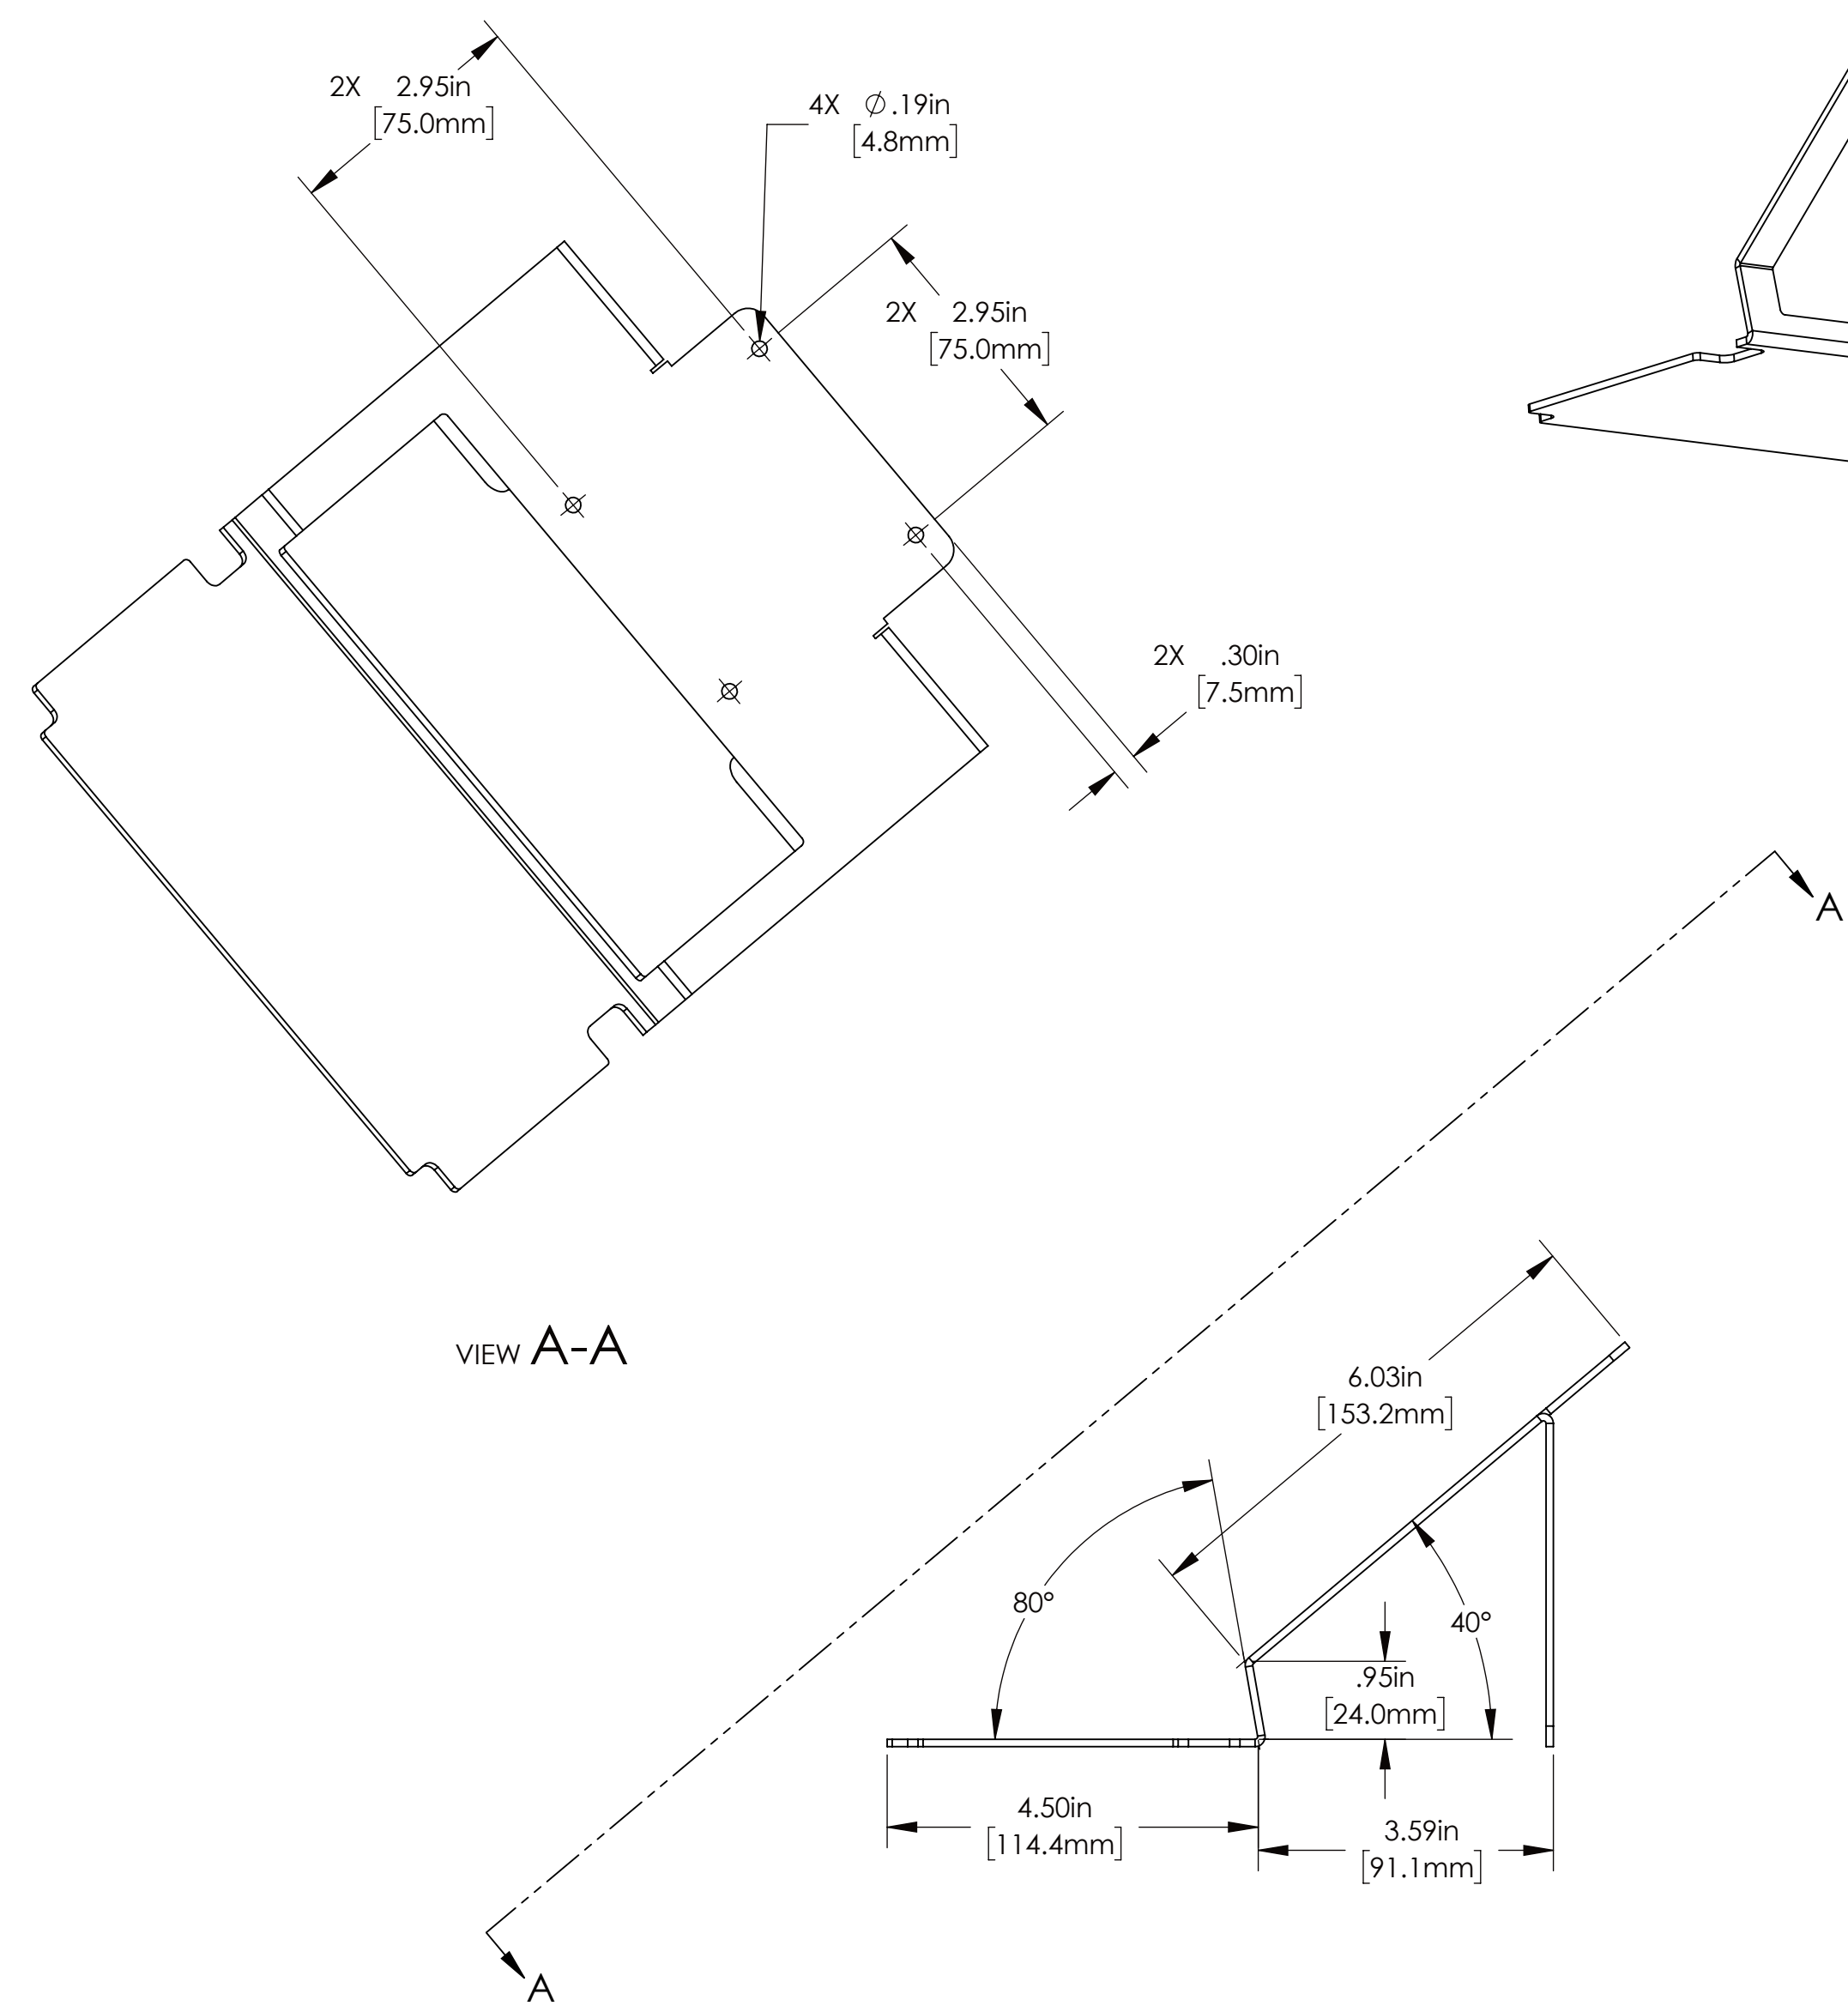 2X 2.95in
[75.0mm]
4X ∅.19in
[4.8mm]
2X 2.95in
[75.0mm]
2X .30in
[7.5mm]
A
VIEW A-A
6.03in
[153.2mm]
80°
40°
.95in
[24.0mm]
4.50in
[114.4mm]
3.59in
[91.1mm]
A